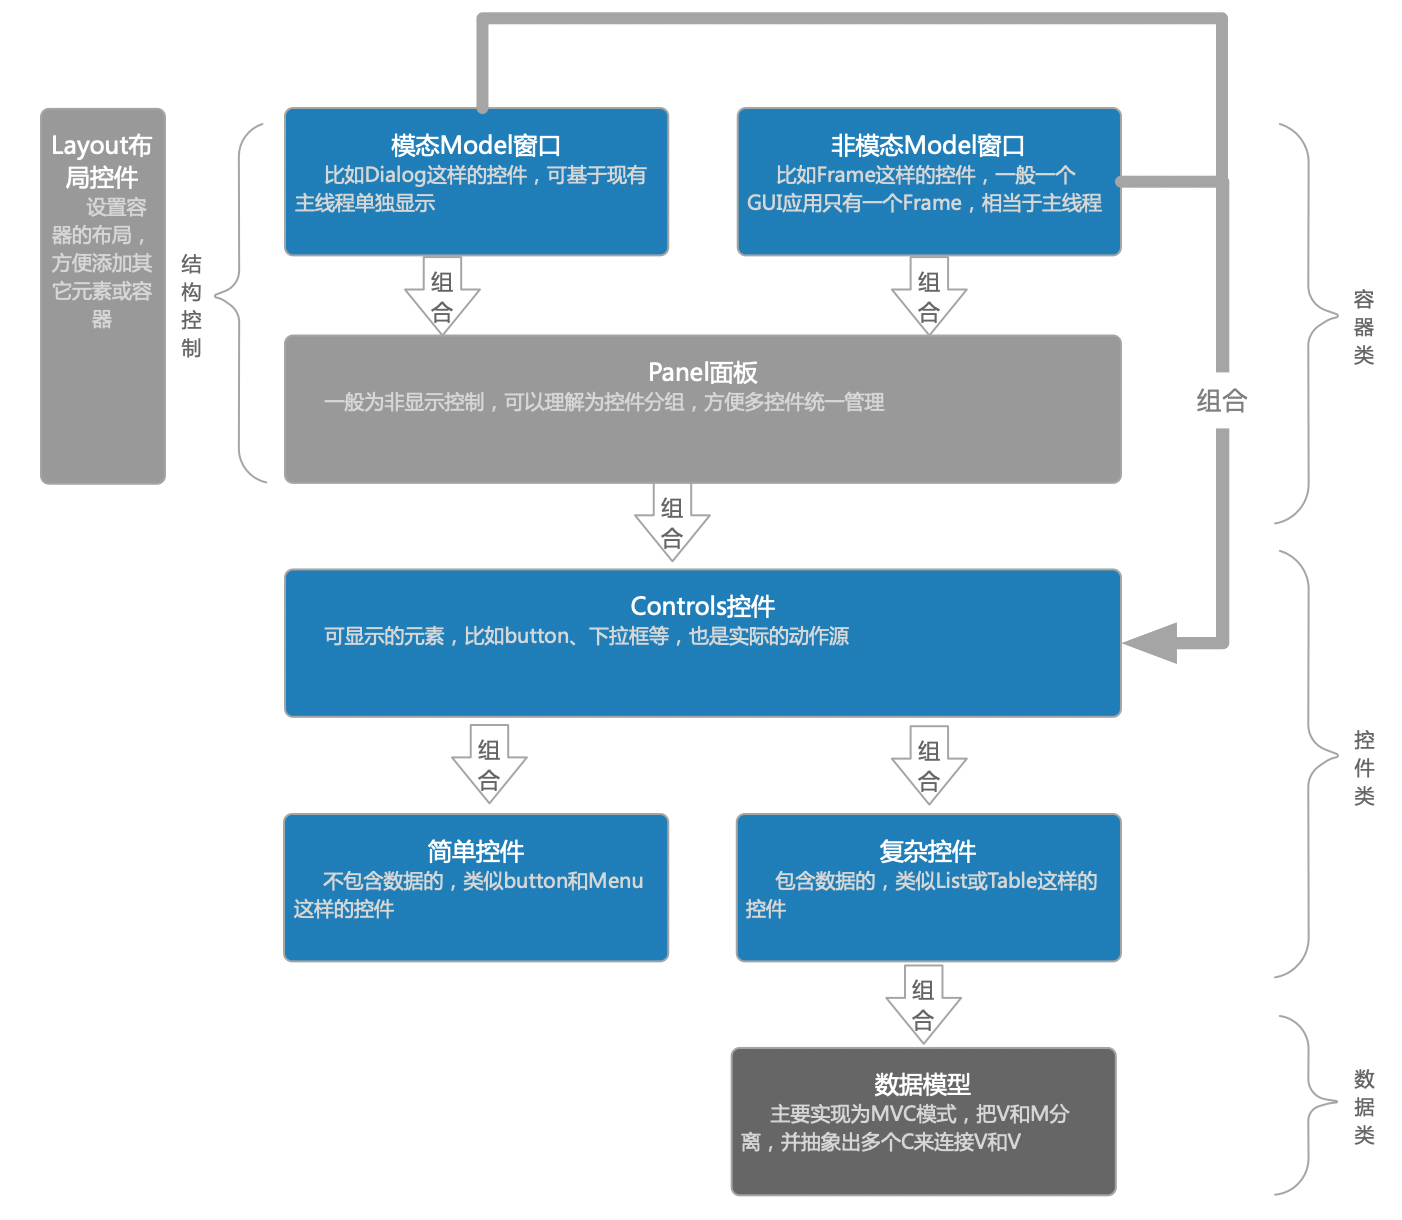 Layout布
局控件
设置容
器的布局，
方便添加其
它元素或容
器
结
构
控
制
模态Model窗口
比如Dialog这样的控件，可基于现有
主线程单独显示
非模态Model窗口
比如Frame这样的控件，一般一个
GUI应用只有一个Frame，相当于主线程
组
合
组
合
Panel面板
一般为非显示控制，可以理解为控件分组，方便多控件统一管理
组合
容
器
类
组
合
Controls控件
可显示的元素，比如button、下拉框等，也是实际的动作源
组
合
组
合
简单控件
不包含数据的，类似button和Menu
这样的控件
复杂控件
包含数据的，类似List或Table这样的
控件
控
件
类
组
合
数据模型
主要实现为MVC模式，把V和M分
离，并抽象出多个C来连接V和V
数
据
类